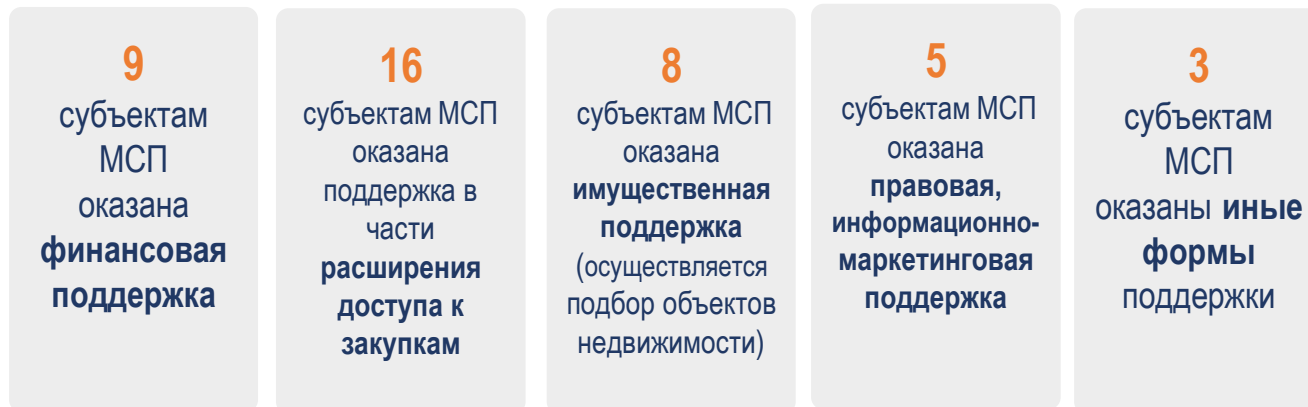 9
субъектам
МСП
оказана
финансовая
поддержка
16
субъектам МСП
оказана
поддержка в
части
расширения
доступа к
закупкам
8
субъектам МСП
оказана
имущественная
поддержка
(осуществляется
подбор объектов
недвижимости)
5
субъектам МСП
оказана
правовая,
информационно-
маркетинговая
поддержка
3
субъектам
МСП
оказаны иные
формы
поддержки